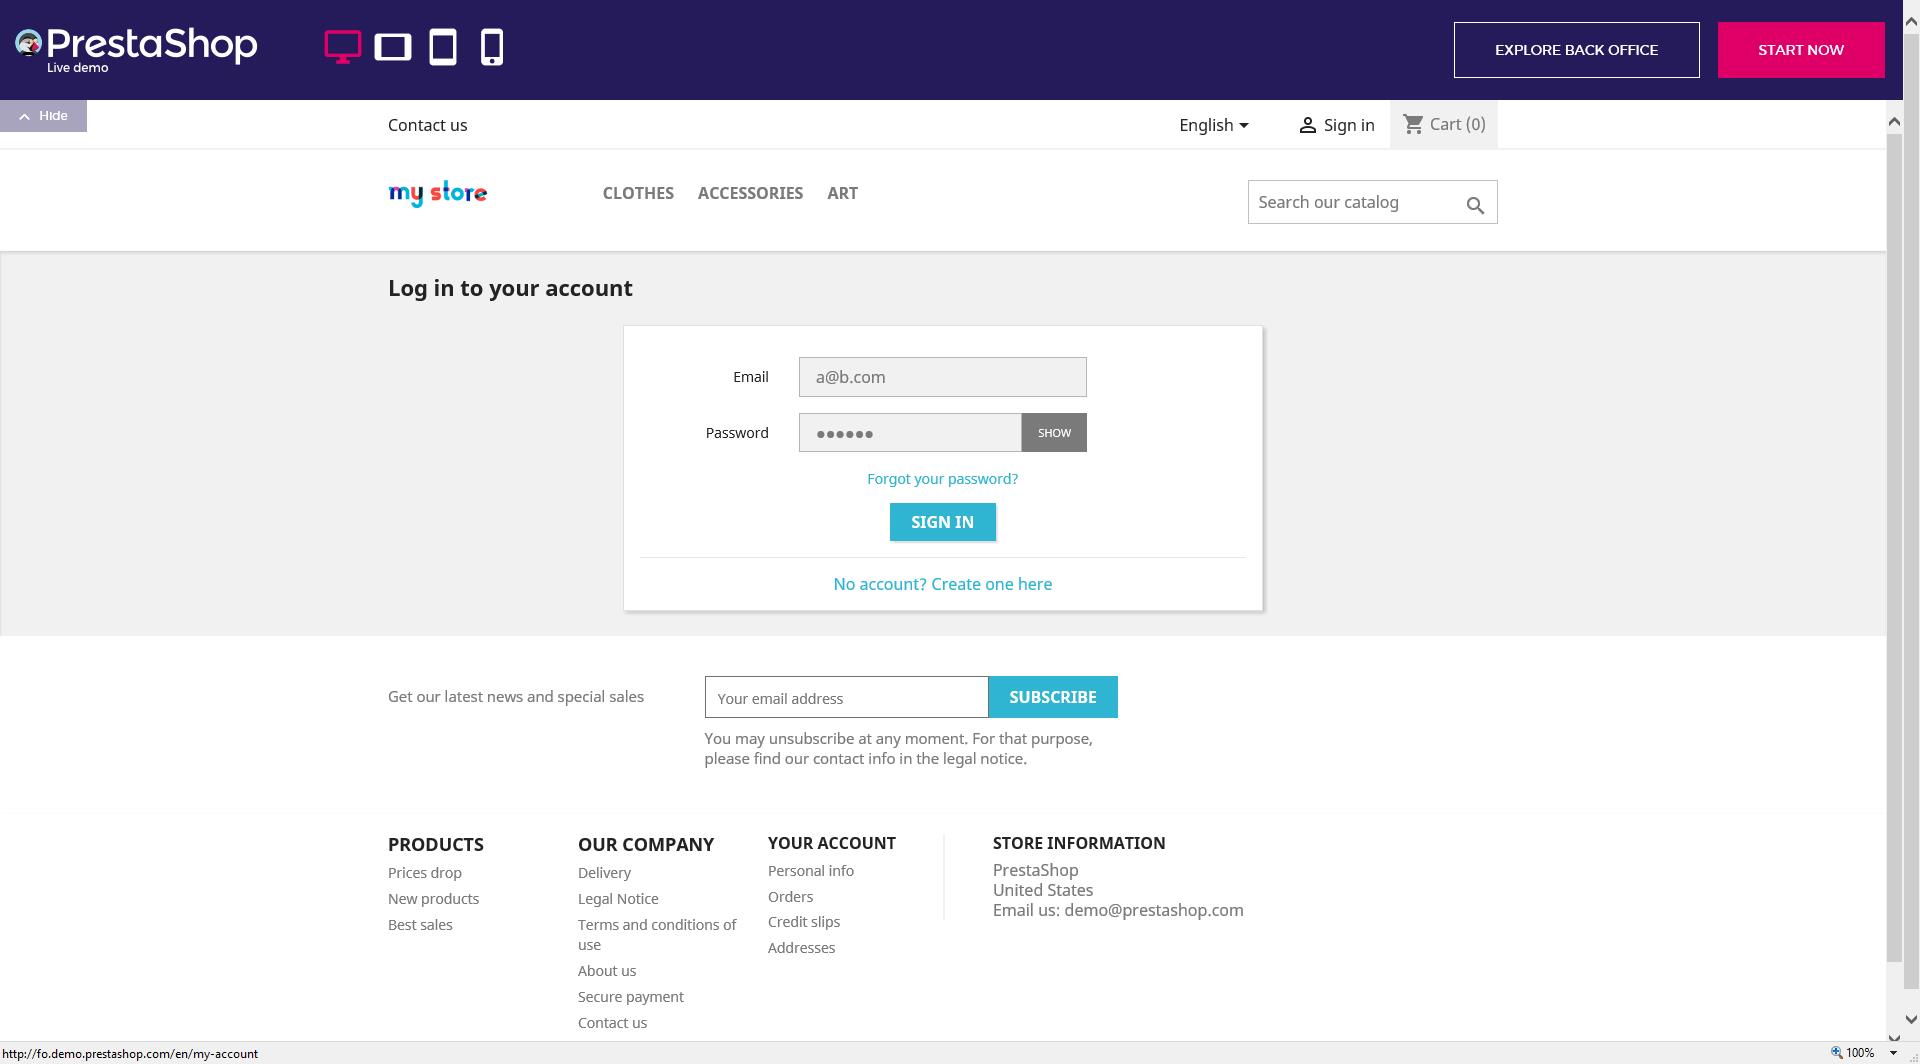 PrestaShop
Live demo
EXPLORE BACK OFFICE
START NOW
Hide
Contact us
English
Sign in
Cart (0)
my store
CLOTHES
ACCESSORIES
ART
Search our catalog
Log in to your account
Email
a@b.com
Password
●●●●●●
SHOW
Forgot your password?
SIGN IN
No account? Create one here
Get our latest news and special sales
Your email address
SUBSCRIBE
You may unsubscribe at any moment. For that purpose,
please find our contact info in the legal notice.
PRODUCTS
Prices drop
New products
Best sales
OUR COMPANY
Delivery
Legal Notice
Terms and conditions of
use
About us
Secure payment
Contact us
YOUR ACCOUNT
Personal info
Orders
Credit slips
Addresses
STORE INFORMATION
PrestaShop
United States
Email us: demo@prestashop.com
http://fo.demo.prestashop.com/en/my-account
100%